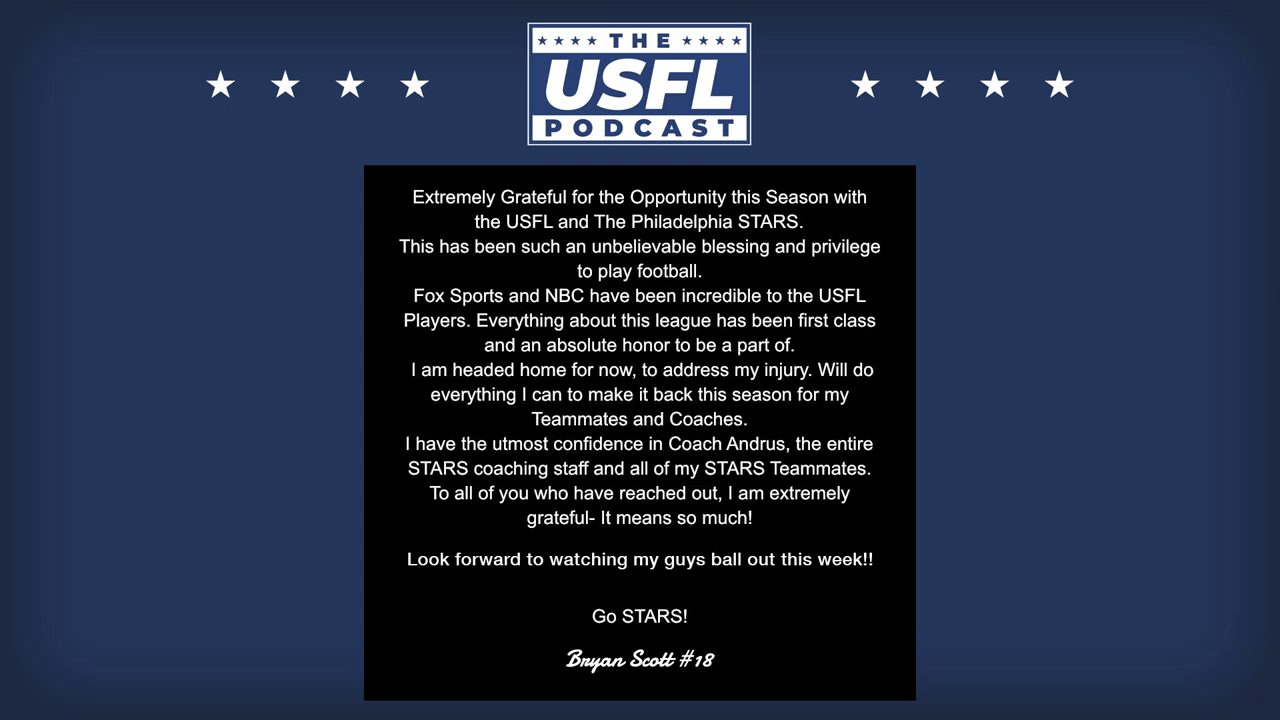 THE
USFL
PODCAST
Extremely Grateful for the Opportunity this Season with
the USFL and The Philadelphia STARS.
This has been such an unbelievable blessing and privilege
to play football.
Fox Sports and NBC have been incredible to the USFL
Players. Everything about this league has been first class
and an absolute honor to be a part of.
I am headed home for now, to address my injury. Will do
everything I can to make it back this season for my
Teammates and Coaches.
I have the utmost confidence in Coach Andrus, the entire
STARS coaching staff and all of my STARS Teammates.
To all of you who have reached out, I am extremely
grateful- It means so much!
Look forward to watching my guys ball out this week!!
Go STARS!
Bryan Scott #18